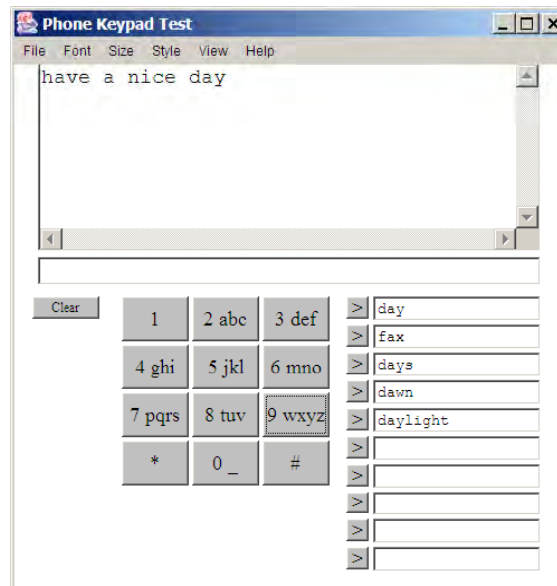 Phone Keypad Test
File Font Size Style View Help
have a nice day
Clear
1 2 abc 3 def
4 ghi 5 jkl 6 mno
7 pqrs 8 tuv 9 wxyz
* 0 _ #
> day
> fax
> days
> dawn
> daylight
>
>
>
>
>